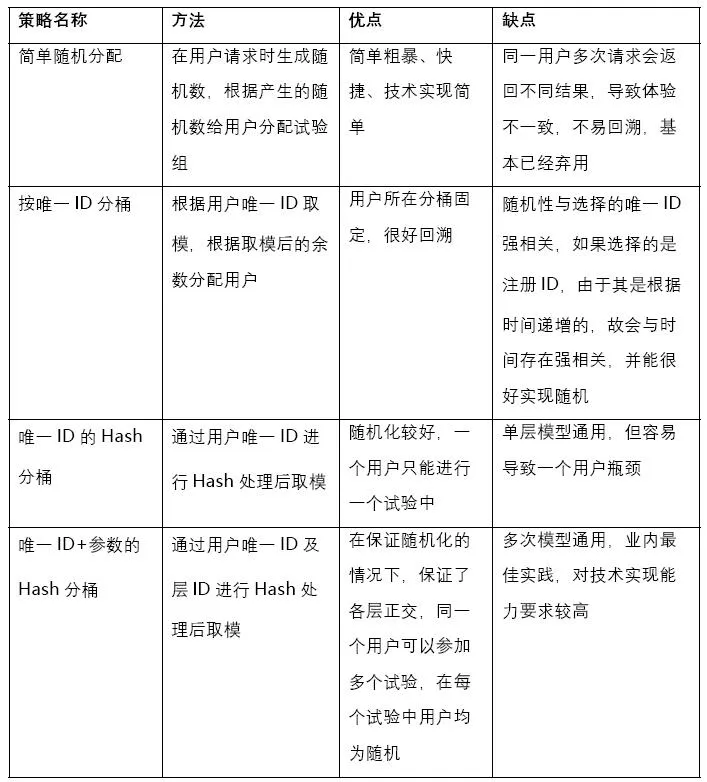 策略名称
方法
优点
缺点
简单随机分配
在用户请求时生成随
机数，根据产生的随
机数给用户分配试验
组
简单粗暴、快
捷、技术实现简
单
同一用户多次请求会返
回不同结果，导致体验
不一致，不易回溯，基
本已经弃用
按唯一 ID 分桶
根据用户唯一 ID 取
模，根据取模后的余
数分配用户
用户所在分桶固
定，很好回溯
随机性与选择的唯一 ID
强相关，如果选择的是
注册 ID，由于其是根据
时间递增的，故会与时
间存在强相关，并能很
好实现随机
唯一 ID 的 Hash
分桶
通过用户唯一 ID 进
行 Hash 处理后取模
随机化较好，一
个用户只能进行
一个试验中
单层模型通用，但容易
导致一个用户瓶颈
唯一 ID+参数的
Hash 分桶
通过用户唯一 ID 及
层 ID 进行 Hash 处
理后取模
在保证随机化的
情况下，保证了
各层正交，同一
个用户可以参加
多个试验，在每
个试验中用户均
为随机
多次模型通用，业内最
佳实践，对技术实现能
力要求较高